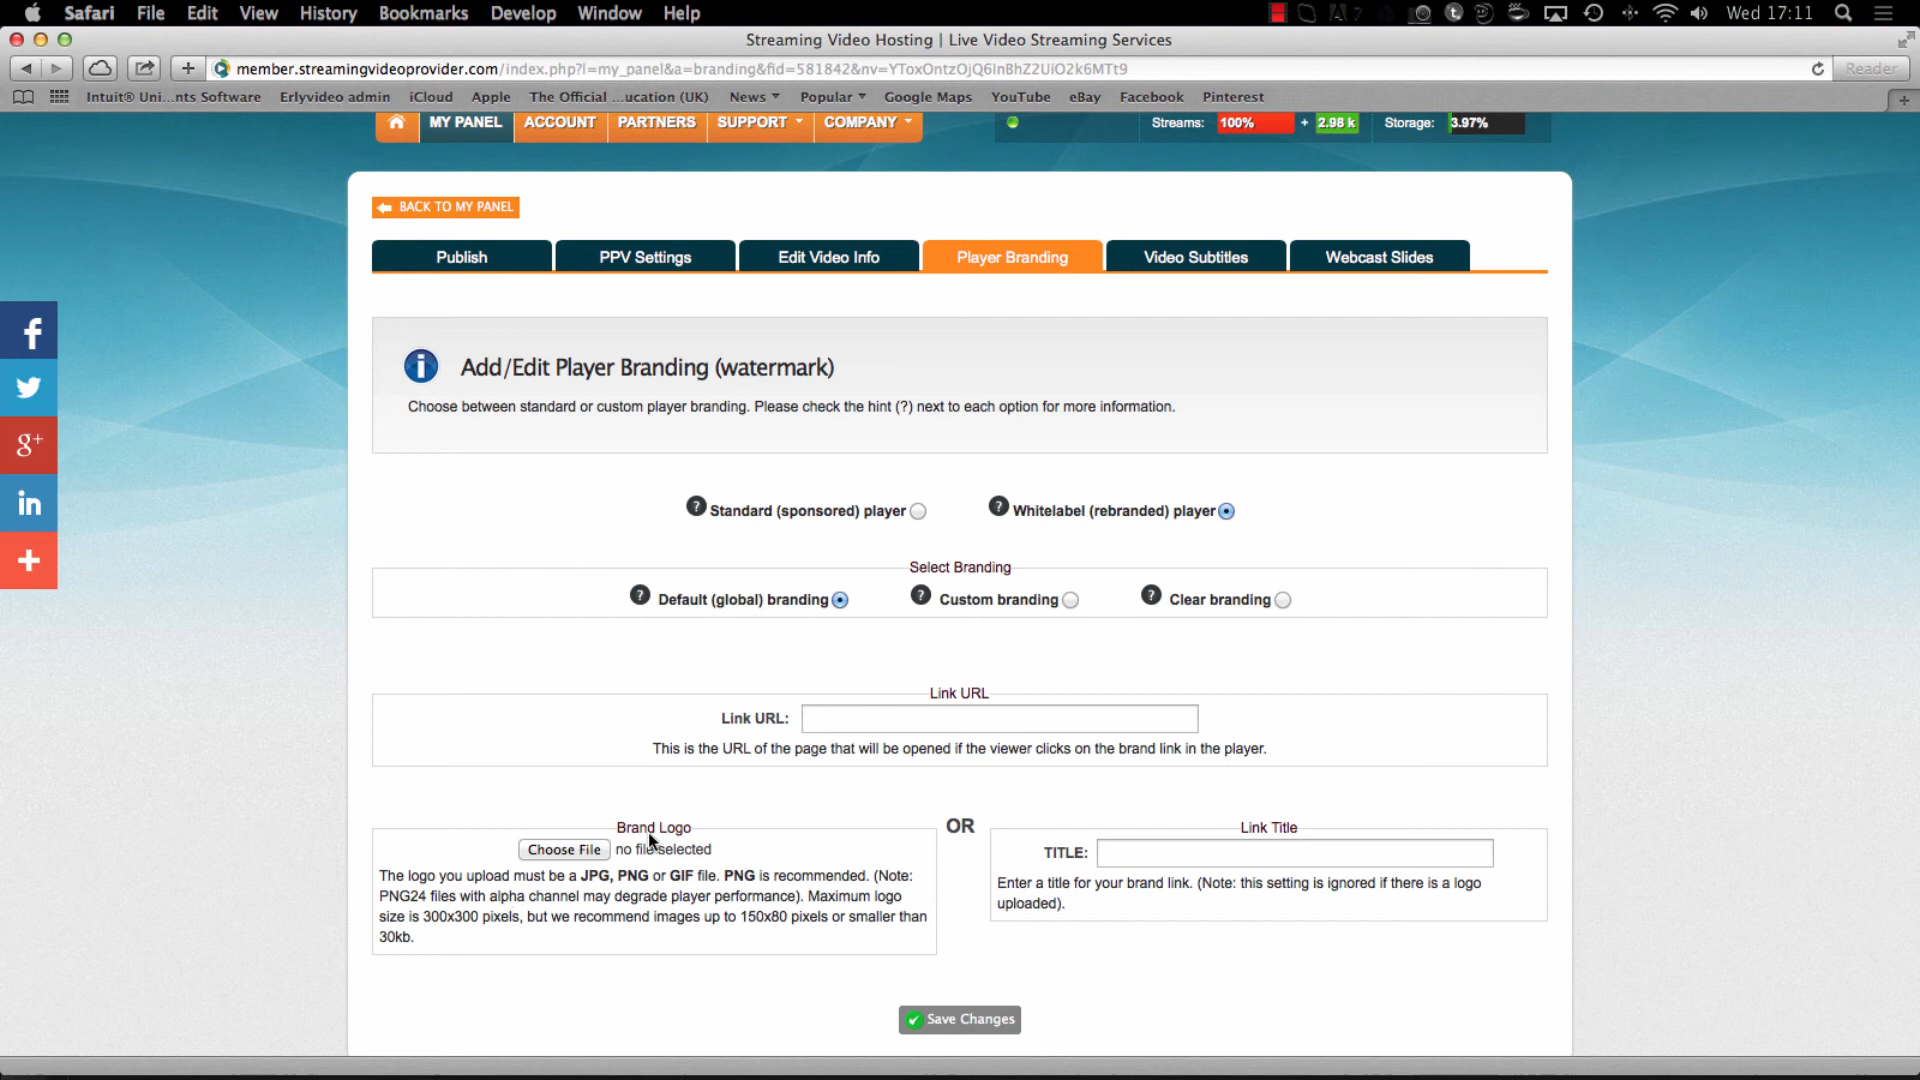 Safari File Edit View History Bookmarks Develop Window Help
7 Wed 17:11
Streaming Video Hosting | Live Video Streaming Services
member.streamingvideoprovider.com/index.php?l=my_panel&a=branding&fid=581842&nv=YToxOntzOjQ6InBhZ2UiO2k6MTt9
Reader
Intuit® Uni...nts Software Erlyvideo admin iCloud Apple The Official ...ucation (UK) News Popular Google Maps YouTube eBay Facebook Pinterest
MY PANEL ACCOUNT PARTNERS SUPPORT COMPANY
Streams: 100% + 2.98 k Storage: 3.97%
BACK TO MY PANEL
Publish PPV Settings Edit Video Info Player Branding Video Subtitles Webcast Slides
Add/Edit Player Branding (watermark)
Choose between standard or custom player branding. Please check the hint (?) next to each option for more information.
? Standard (sponsored) player ? Whitelabel (rebranded) player
Select Branding
? Default (global) branding ? Custom branding ? Clear branding
Link URL
Link URL:
This is the URL of the page that will be opened if the viewer clicks on the brand link in the player.
Brand Logo
Choose File no file selected
The logo you upload must be a JPG, PNG or GIF file. PNG is recommended. (Note:
PNG24 files with alpha channel may degrade player performance). Maximum logo
size is 300x300 pixels, but we recommend images up to 150x80 pixels or smaller than
30kb.
OR
Link Title
TITLE:
Enter a title for your brand link. (Note: this setting is ignored if there is a logo
uploaded).
Save Changes